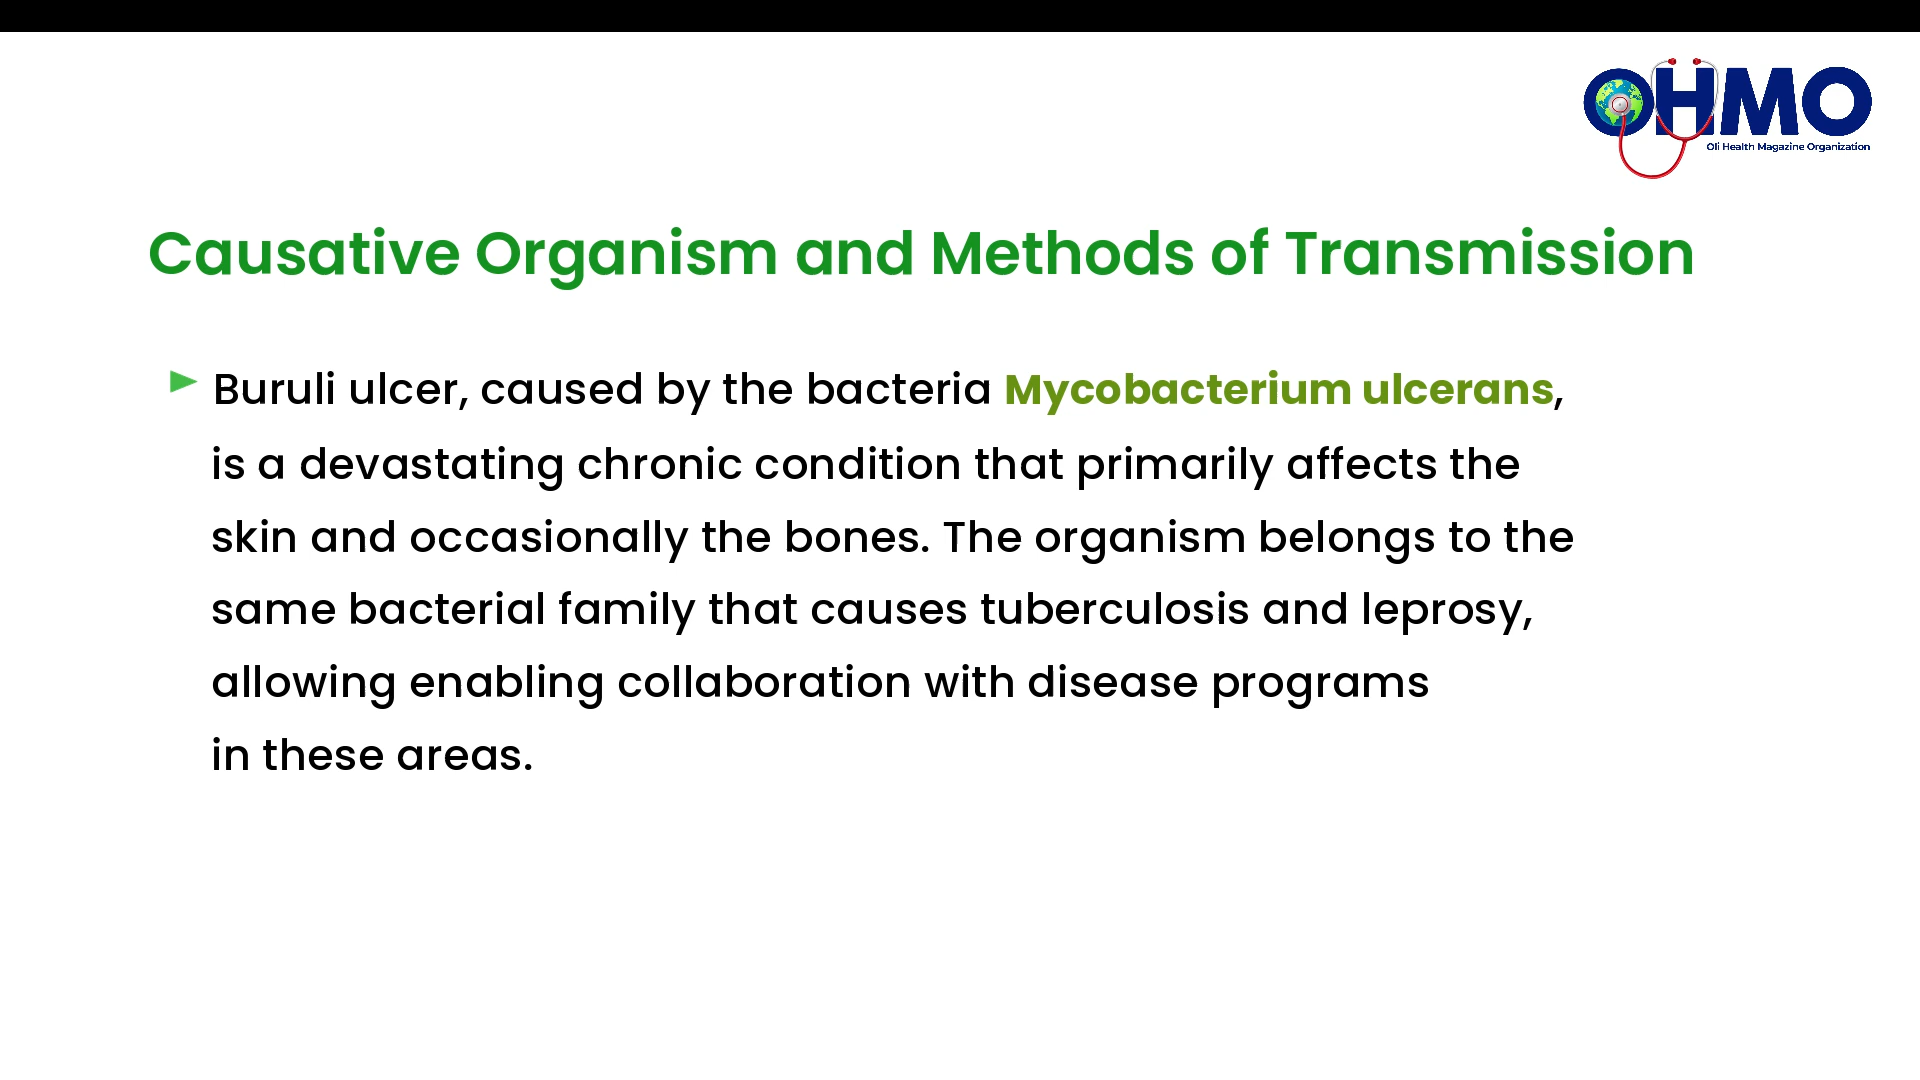 OHMO
Oli Health Magazine Organization
Causative Organism and Methods of Transmission
Buruli ulcer, caused by the bacteria Mycobacterium ulcerans,
is a devastating chronic condition that primarily affects the
skin and occasionally the bones. The organism belongs to the
same bacterial family that causes tuberculosis and leprosy,
allowing enabling collaboration with disease programs
in these areas.